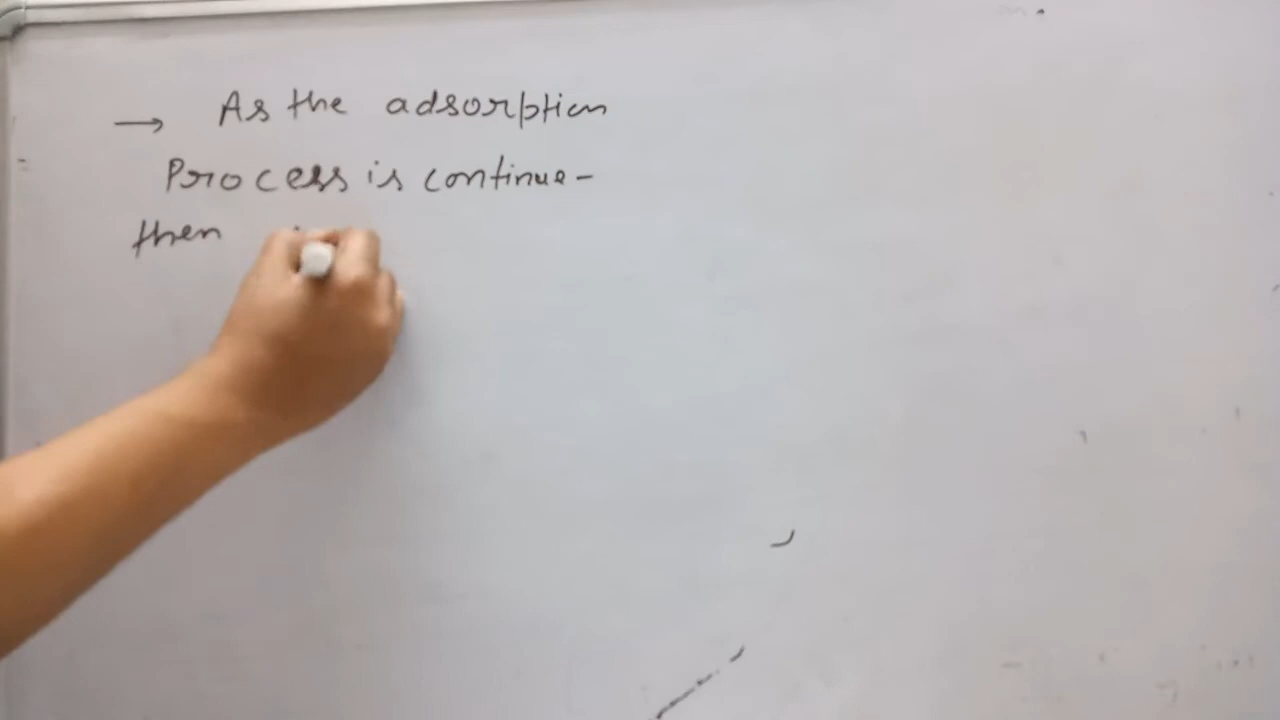 → As the adsorption
Process is continue-
then